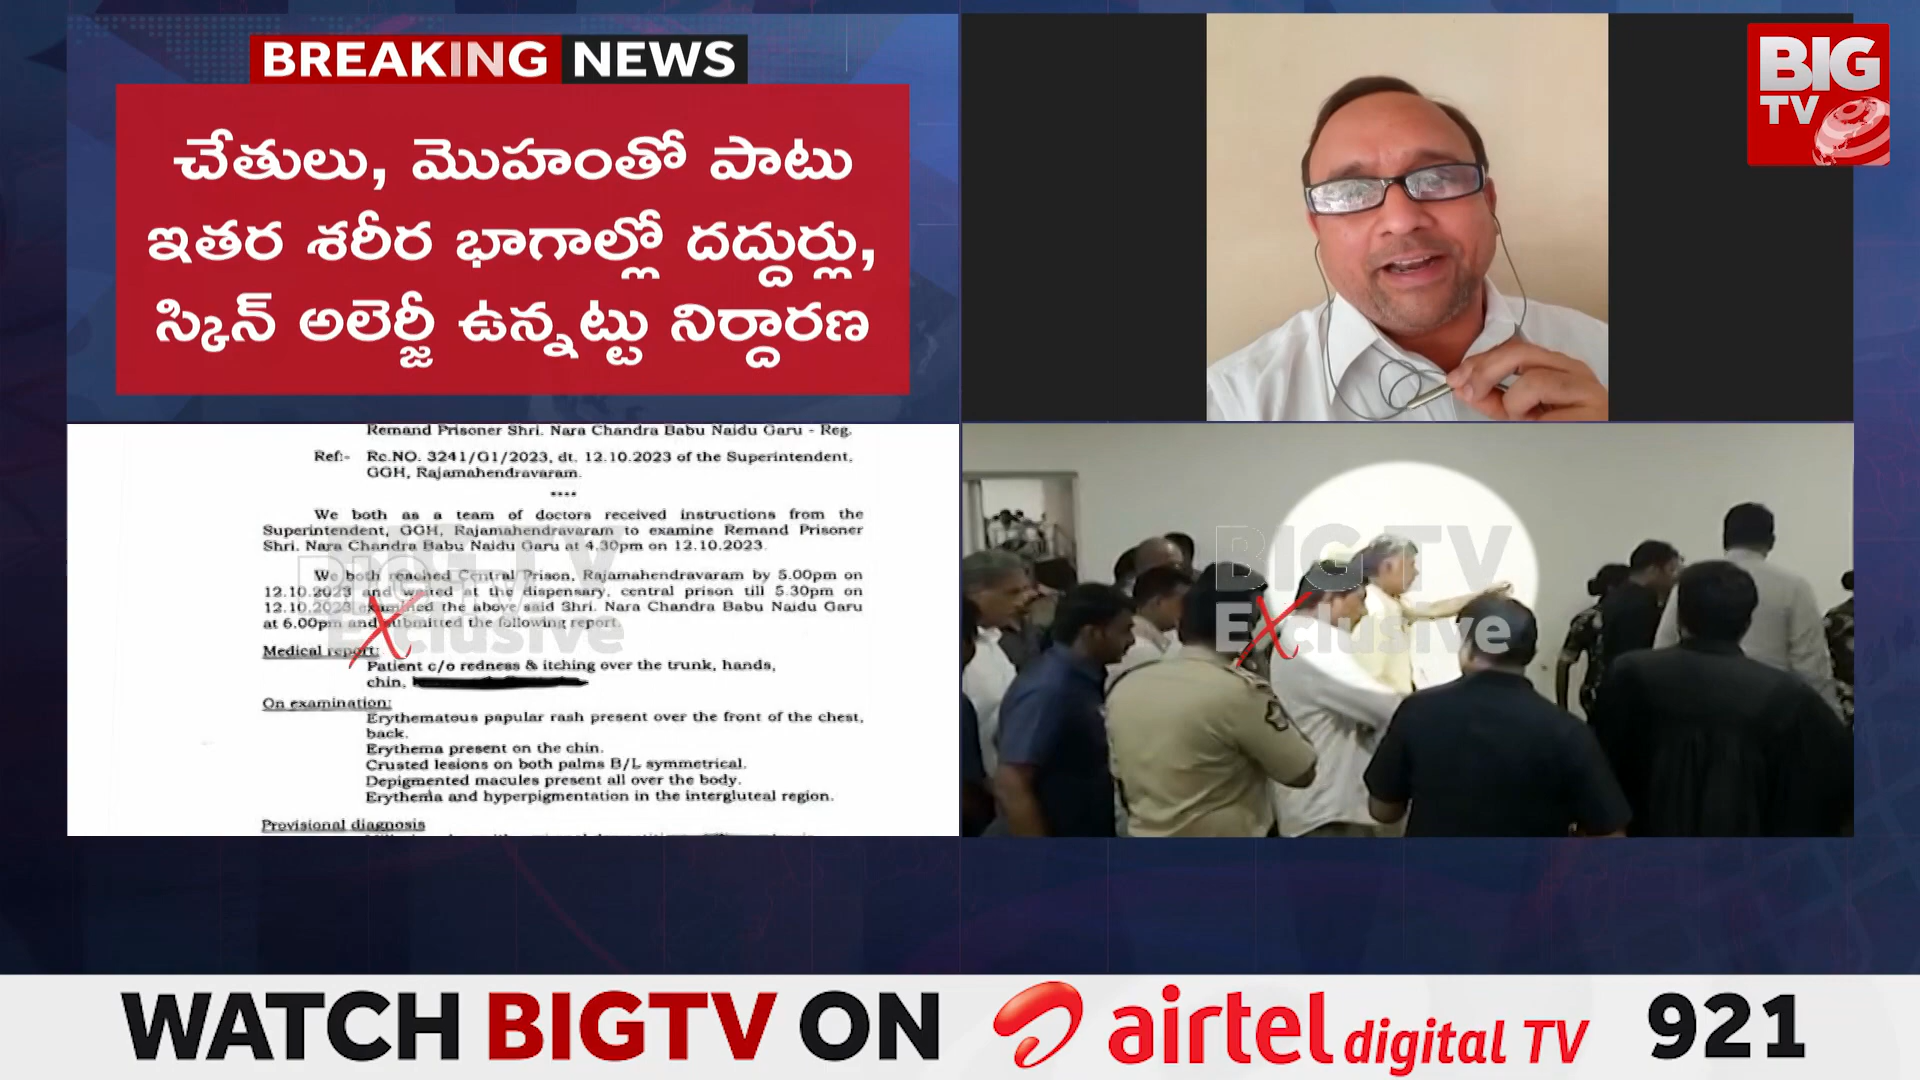 BREAKING NEWS
చేతులు, మొహంతో పాటు
ఇతర శరీర భాగాల్లో దద్దుర్లు,
స్కిన్ అలెర్జీ ఉన్నట్టు నిర్దారణ
BIG
TV
Remand Prisoner Shri. Nara Chandra Babu Naidu Garu - Reg.
Ref:- Rc.NO. 3241/G1/2023, dt. 12.10.2023 of the Superintendent,
GGH, Rajamahendravaram.
****
We both as a team of doctors received instructions from the
Superintendent, GGH, Rajamahendravaram to examine Remand Prisoner
Shri. Nara Chandra Babu Naidu Garu at 4.30pm on 12.10.2023.
We both reached Central Prison, Rajamahendravaram by 5.00pm on
12.10.2023 and waited at the dispensary, central prison till 5.30pm on
12.10.2023 examined the above said Shri. Nara Chandra Babu Naidu Garu
at 6.00pm and submitted the following report.
Medical report:
Patient c/o redness & itching over the trunk, hands,
chin,
On examination:
Erythematous papular rash present over the front of the chest,
back.
Erythema present on the chin.
Crusted lesions on both palms B/L symmetrical.
Depigmented macules present all over the body.
Erythema and hyperpigmentation in the intergluteal region.
Provisional diagnosis
BIG TV
Exclusive
BIG TV
Exclusive
WATCH BIGTV ON airtel digital TV 921